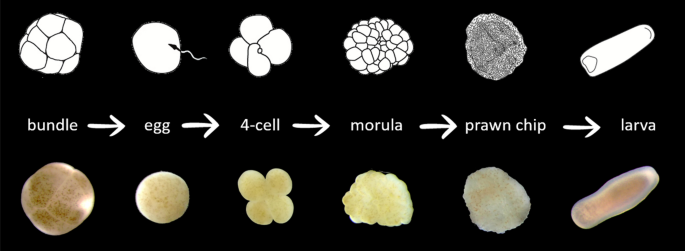 bundle → egg → 4-cell → morula → prawn chip → larva